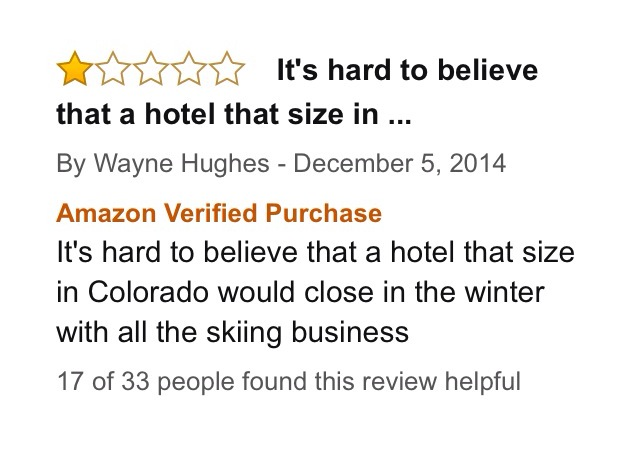 It's hard to believe
that a hotel that size in ...
By Wayne Hughes - December 5, 2014
Amazon Verified Purchase
It's hard to believe that a hotel that size
in Colorado would close in the winter
with all the skiing business
17 of 33 people found this review helpful